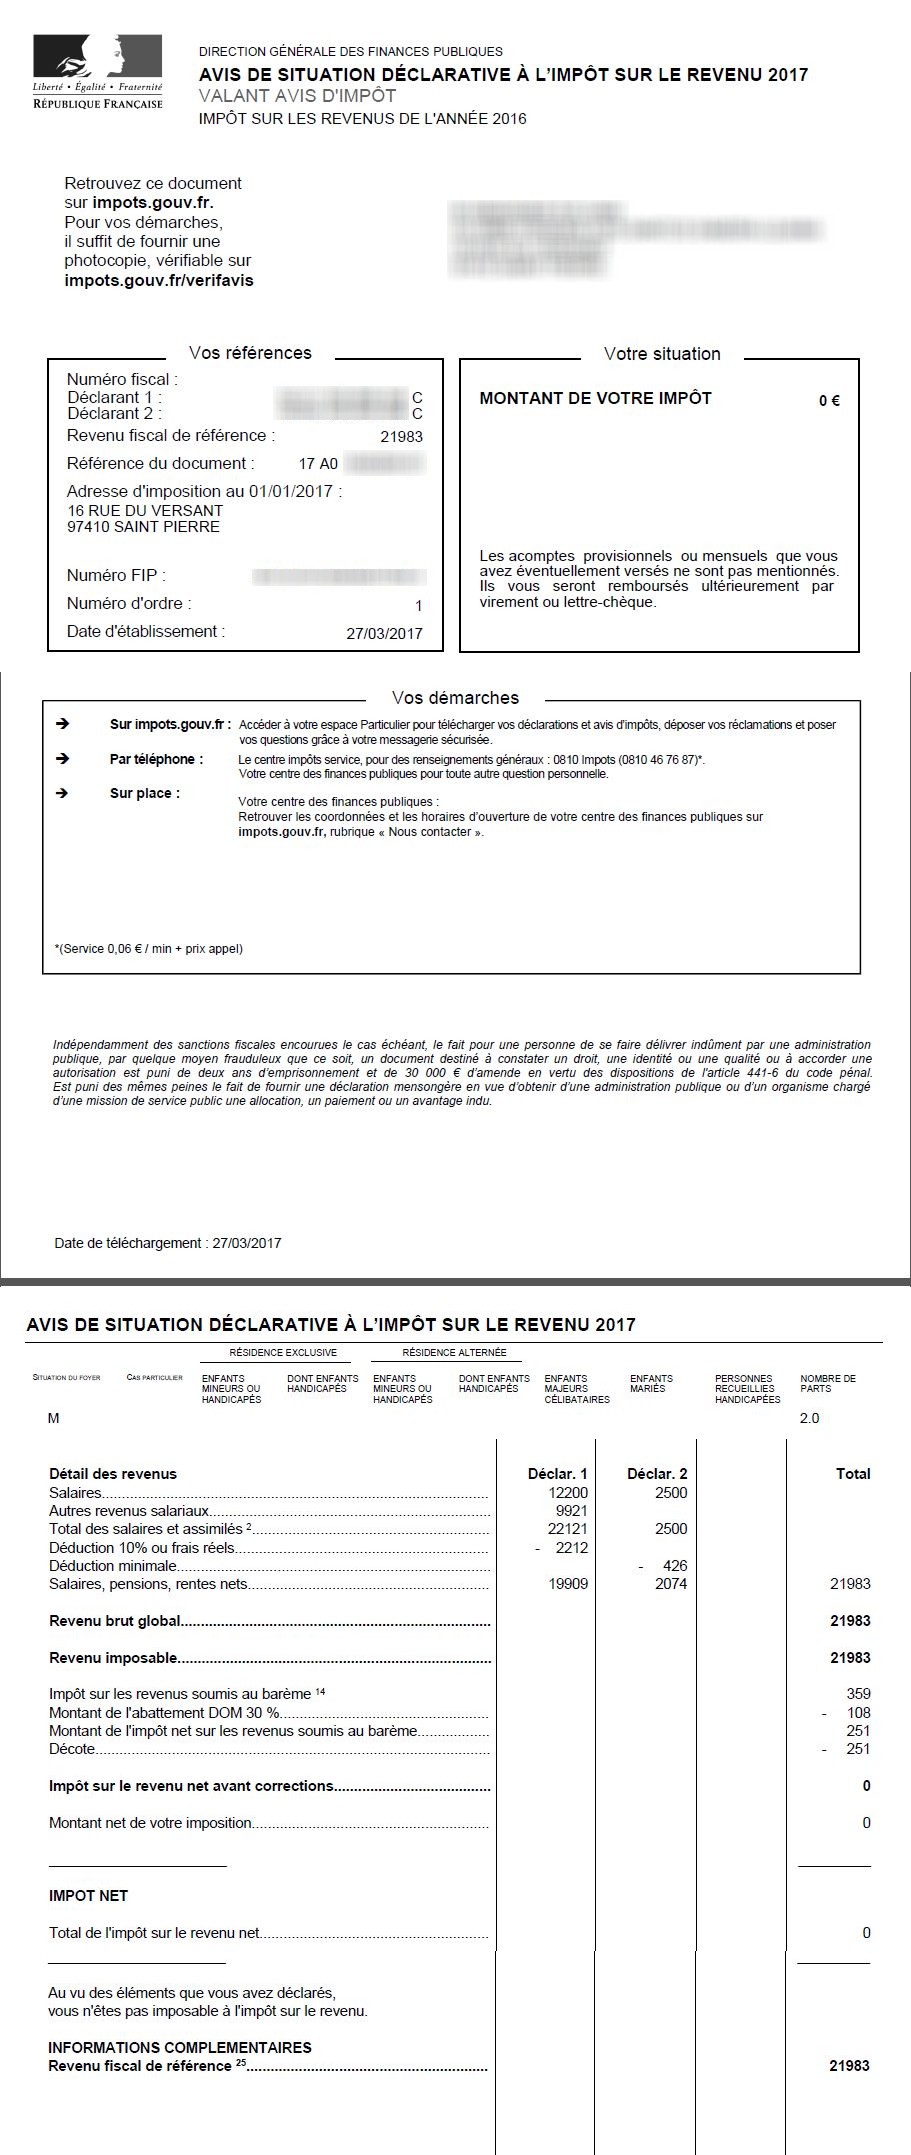 Liberté • Égalité • Fraternité
RÉPUBLIQUE FRANÇAISE
DIRECTION GÉNÉRALE DES FINANCES PUBLIQUES
AVIS DE SITUATION DÉCLARATIVE À L'IMPÔT SUR LE REVENU 2017
VALANT AVIS D'IMPÔT
IMPÔT SUR LES REVENUS DE L'ANNÉE 2016
Retrouvez ce document
sur impots.gouv.fr.
Pour vos démarches,
il suffit de fournir une
photocopie, vérifiable sur
impots.gouv.fr/verifavis
Vos références
Numéro fiscal :
Déclarant 1 : C
Déclarant 2 : C
Revenu fiscal de référence : 21983
Référence du document : 17 A0
Adresse d'imposition au 01/01/2017 :
16 RUE DU VERSANT
97410 SAINT PIERRE
Numéro FIP :
Numéro d'ordre : 1
Date d'établissement : 27/03/2017
Votre situation
MONTANT DE VOTRE IMPÔT 0 €
Les acomptes provisionnels ou mensuels que vous
avez éventuellement versés ne sont pas mentionnés.
Ils vous seront remboursés ultérieurement par
virement ou lettre-chèque.
Vos démarches
➔ Sur impots.gouv.fr : Accéder à votre espace Particulier pour télécharger vos déclarations et avis d'impôts, déposer vos réclamations et poser
vos questions grâce à votre messagerie sécurisée.
➔ Par téléphone : Le centre impôts service, pour des renseignements généraux : 0810 Impots (0810 46 76 87)*.
Votre centre des finances publiques pour toute autre question personnelle.
➔ Sur place :
Votre centre des finances publiques :
Retrouver les coordonnées et les horaires d'ouverture de votre centre des finances publiques sur
impots.gouv.fr, rubrique « Nous contacter ».
*(Service 0,06 € / min + prix appel)
Indépendamment des sanctions fiscales encourues le cas échéant, le fait pour une personne de se faire délivrer indûment par une administration
publique, par quelque moyen frauduleux que ce soit, un document destiné à constater un droit, une identité ou une qualité ou à accorder une
autorisation est puni de deux ans d'emprisonnement et de 30 000 € d'amende en vertu des dispositions de l'article 441-6 du code pénal.
Est puni des mêmes peines le fait de fournir une déclaration mensongère en vue d'obtenir d'une administration publique ou d'un organisme chargé
d'une mission de service public une allocation, un paiement ou un avantage indu.
Date de téléchargement : 27/03/2017
AVIS DE SITUATION DÉCLARATIVE À L'IMPÔT SUR LE REVENU 2017
RÉSIDENCE EXCLUSIVE RÉSIDENCE ALTERNÉE
SITUATION DU FOYER CAS PARTICULIER ENFANTS DONT ENFANTS ENFANTS DONT ENFANTS ENFANTS ENFANTS PERSONNES NOMBRE DE
MINEURS OU HANDICAPÉS MINEURS OU HANDICAPÉS MAJEURS MARIÉS RECUEILLIES PARTS
HANDICAPÉS HANDICAPÉS CÉLIBATAIRES HANDICAPÉES
M 2.0
Détail des revenus Déclar. 1 Déclar. 2 Total
Salaires 12200 2500
Autres revenus salariaux 9921
Total des salaires et assimilés 2 22121 2500
Déduction 10% ou frais réels - 2212
Déduction minimale - 426
Salaires, pensions, rentes nets 19909 2074 21983
Revenu brut global 21983
Revenu imposable 21983
Impôt sur les revenus soumis au barème 14 359
Montant de l'abattement DOM 30 % - 108
Montant de l'impôt net sur les revenus soumis au barème 251
Décote - 251
Impôt sur le revenu net avant corrections 0
Montant net de votre imposition 0
IMPOT NET
Total de l'impôt sur le revenu net 0
Au vu des éléments que vous avez déclarés,
vous n'êtes pas imposable à l'impôt sur le revenu.
INFORMATIONS COMPLEMENTAIRES
Revenu fiscal de référence 25 21983